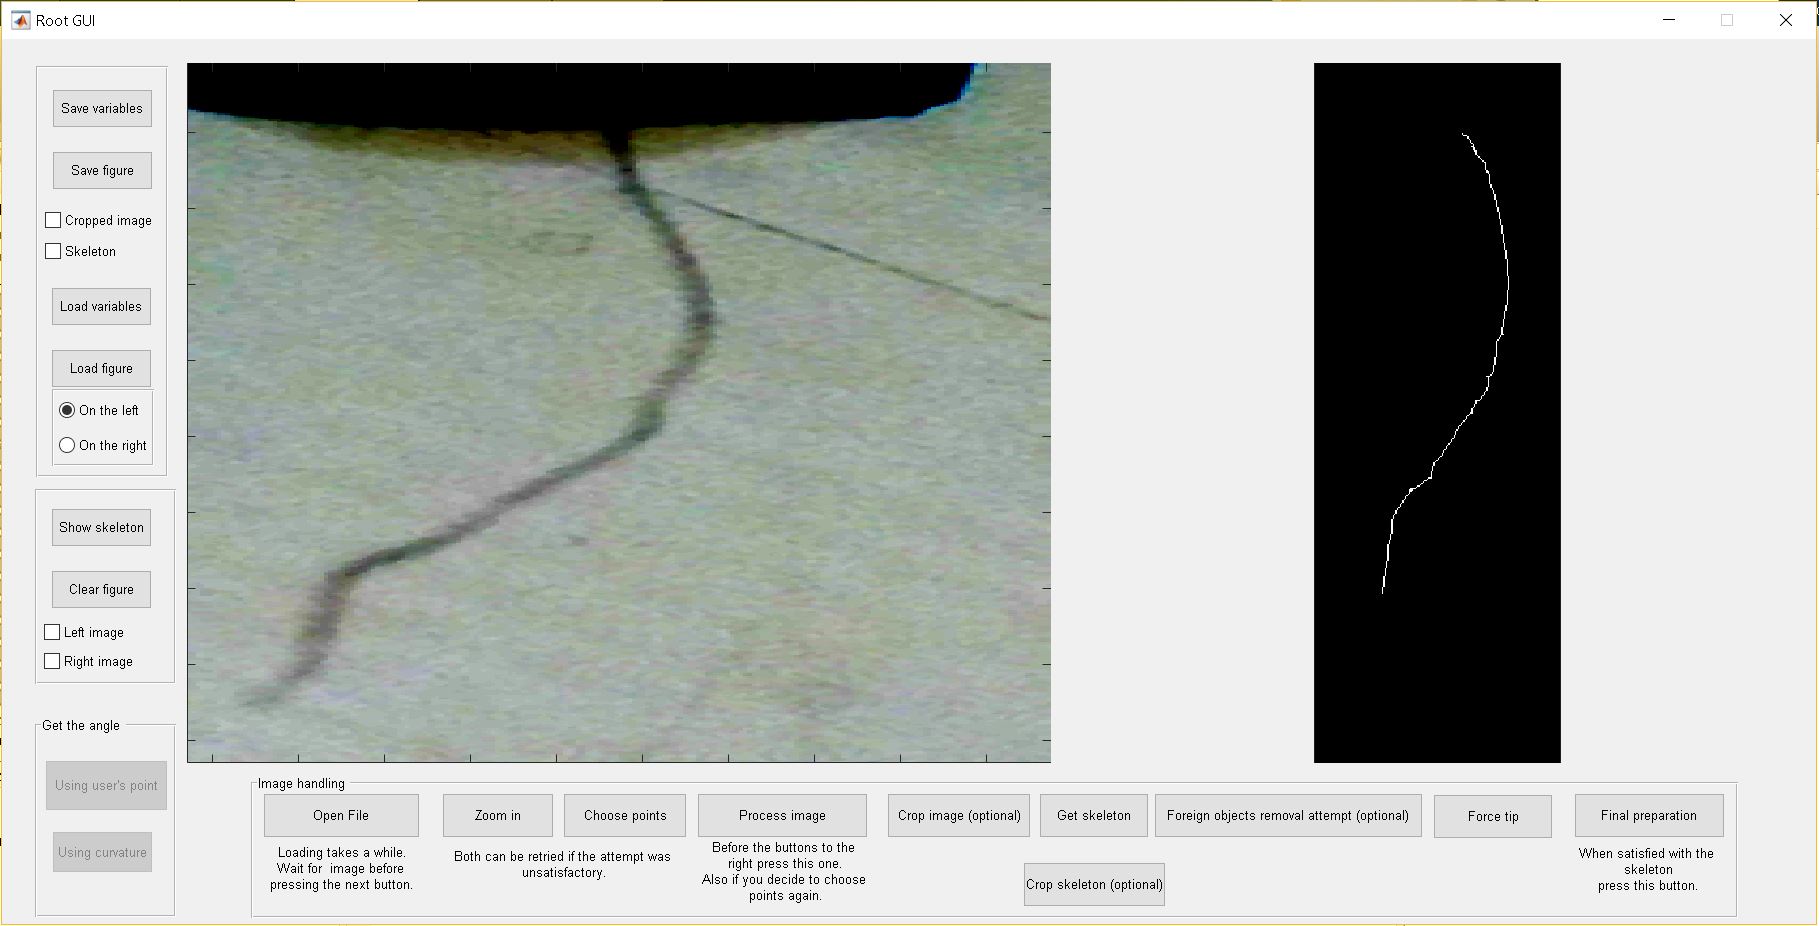 Root GUI
Save variables
Save figure
Cropped image
Skeleton
Load variables
Load figure
On the left
On the right
Show skeleton
Clear figure
Left image
Right image
Get the angle
Using user's point
Using curvature
Image handling
Open File
Loading takes a while.
Wait for image before
pressing the next button.
Zoom in
Choose points
Both can be retried if the attempt was
unsatisfactory.
Process image
Before the buttons to the
right press this one.
Also if you decide to choose
points again.
Crop image (optional)
Get skeleton
Foreign objects removal attempt (optional)
Force tip
Crop skeleton (optional)
Final preparation
When satisfied with the
skeleton
press this button.